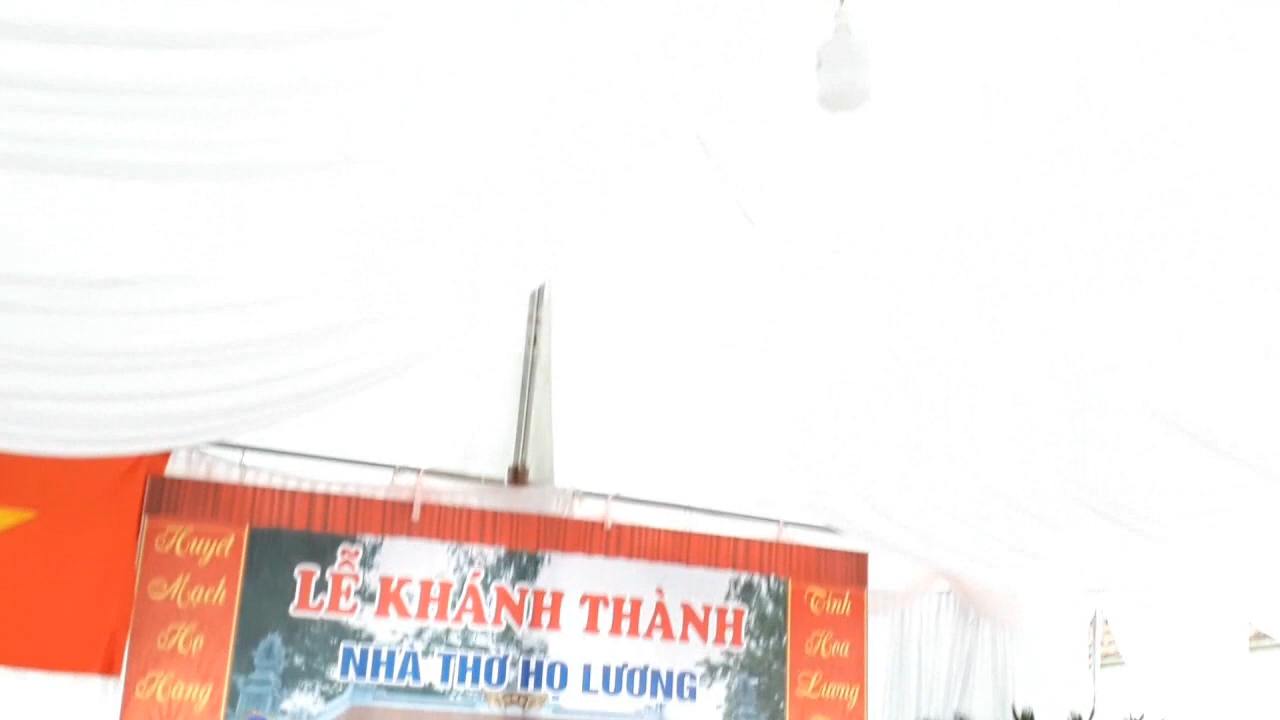 LỄ KHÁNH THÀNH
NHÀ THỜ HỌ LƯƠNG
Huyết
Mạch
Họ
Hàng
Tinh
Hoa
Lương